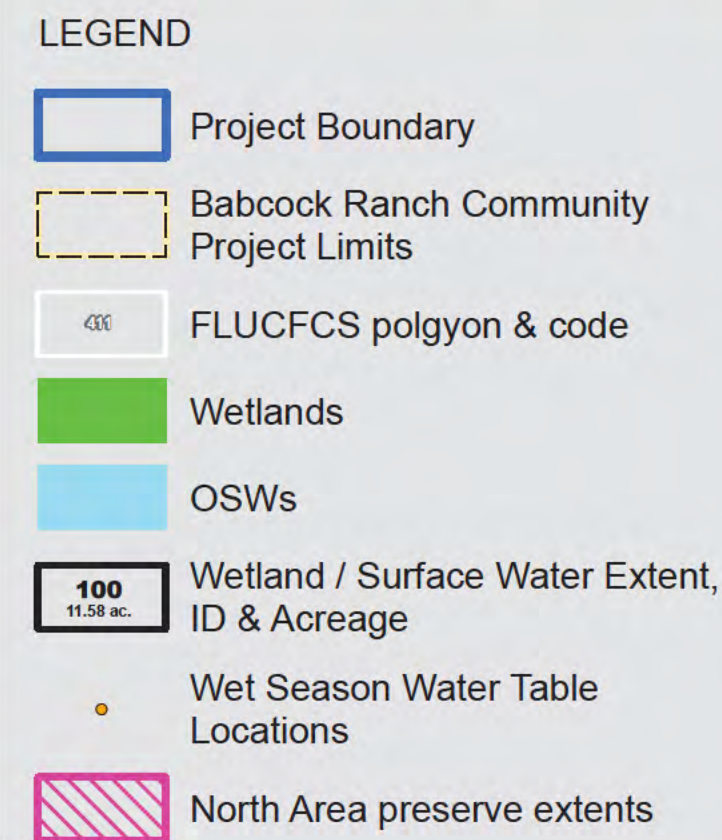 LEGEND
Project Boundary
Babcock Ranch Community
Project Limits
411
FLUCFCS polgyon & code
Wetlands
OSWs
100
11.58 ac.
Wetland / Surface Water Extent,
ID & Acreage
Wet Season Water Table
Locations
North Area preserve extents